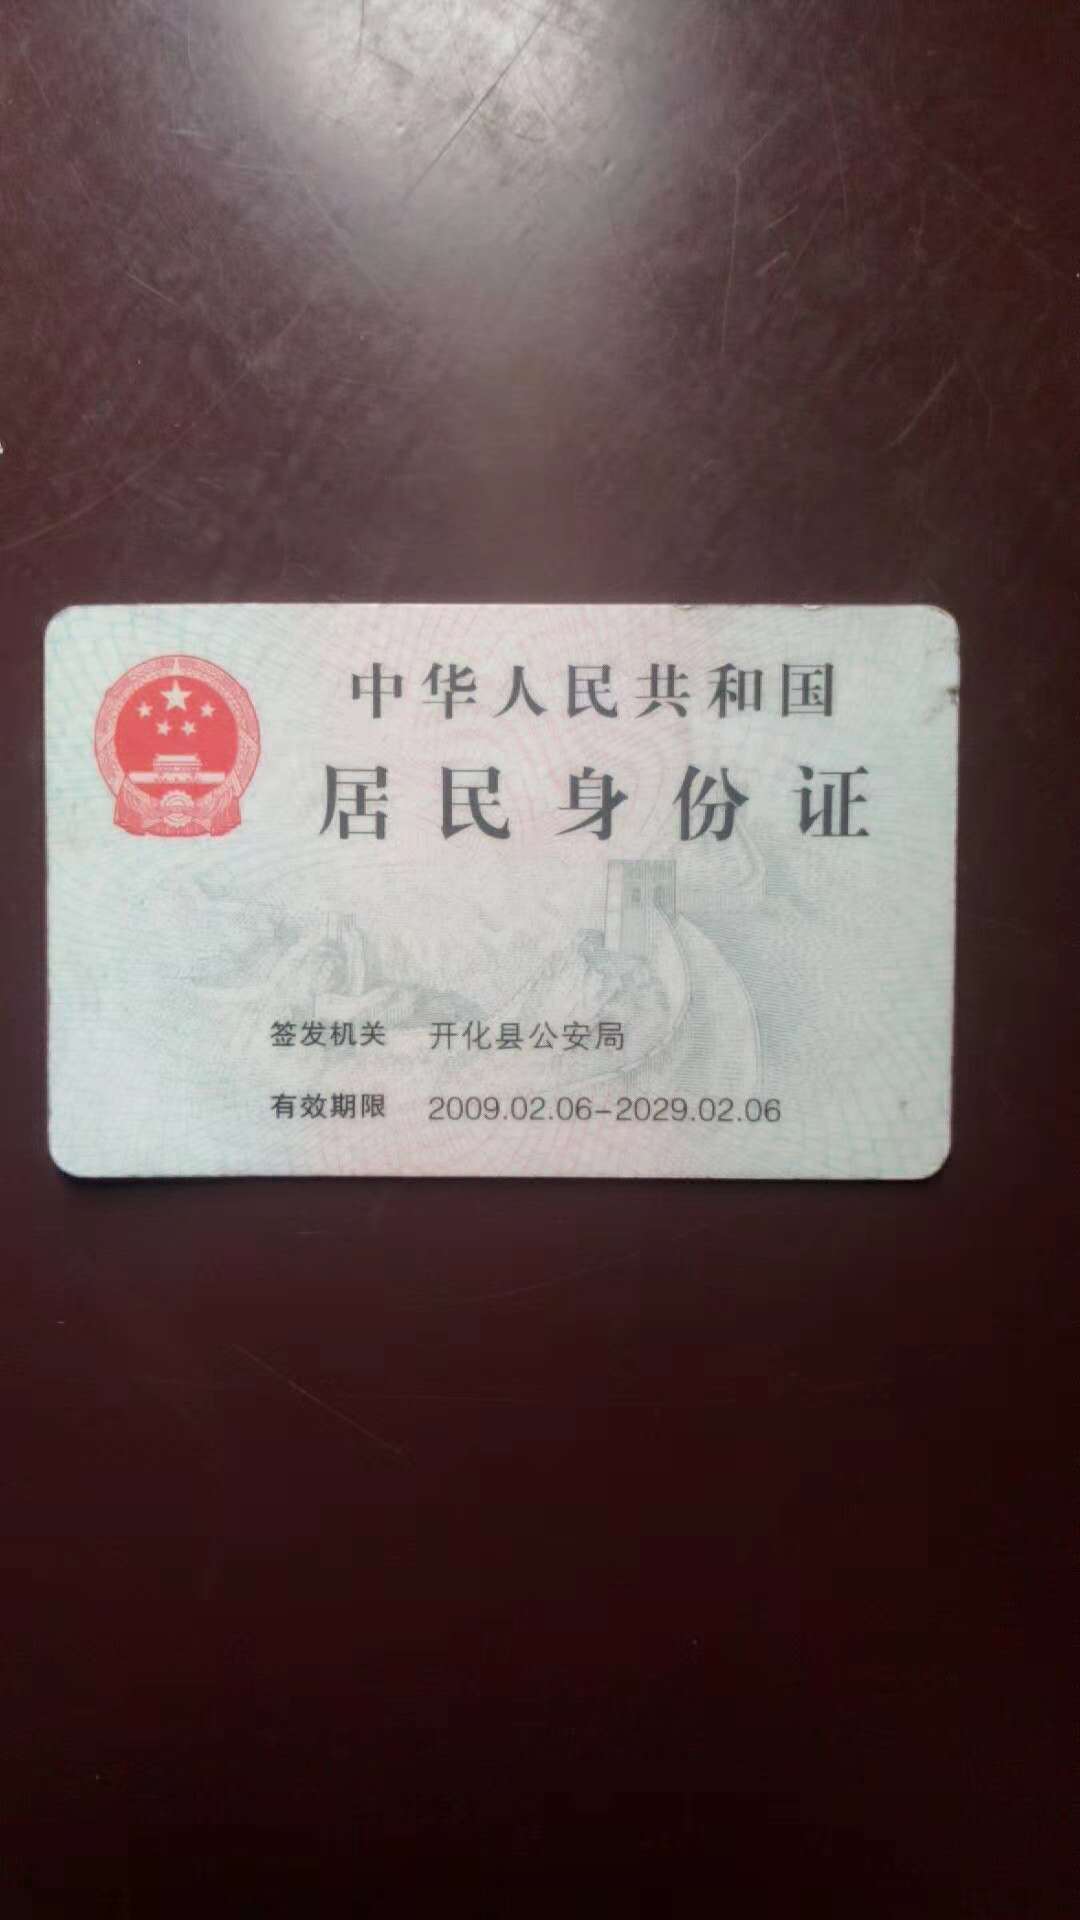 中华人民共和国
居民身份证
签发机关 开化县公安局
有效期限 2009.02.06-2029.02.06